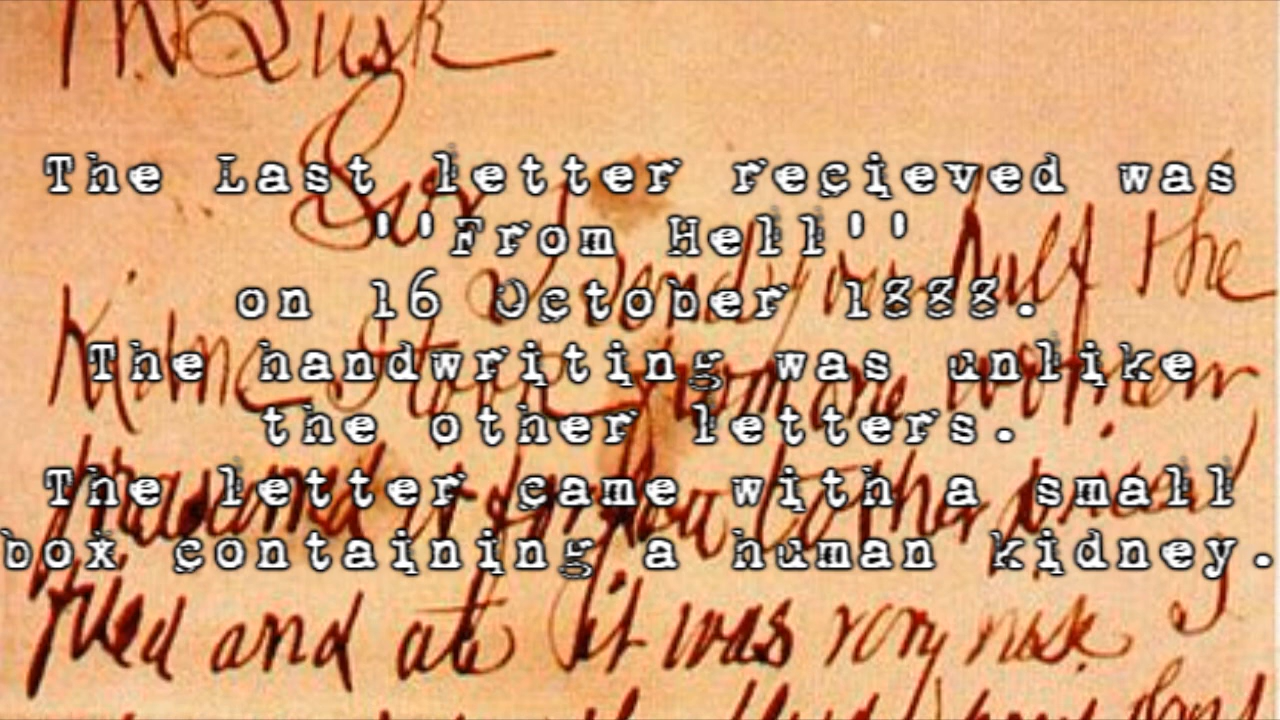 Mr Lusk
Sor
The Last letter recieved was
''From Hell''
on 16 October 1888.
The handwriting was unlike
the other letters.
The letter came with a small
box containing a human kidney.
I send you half the
Kidne I took from one women
prasarved it for you tother piece I
fried and ate it was very nise